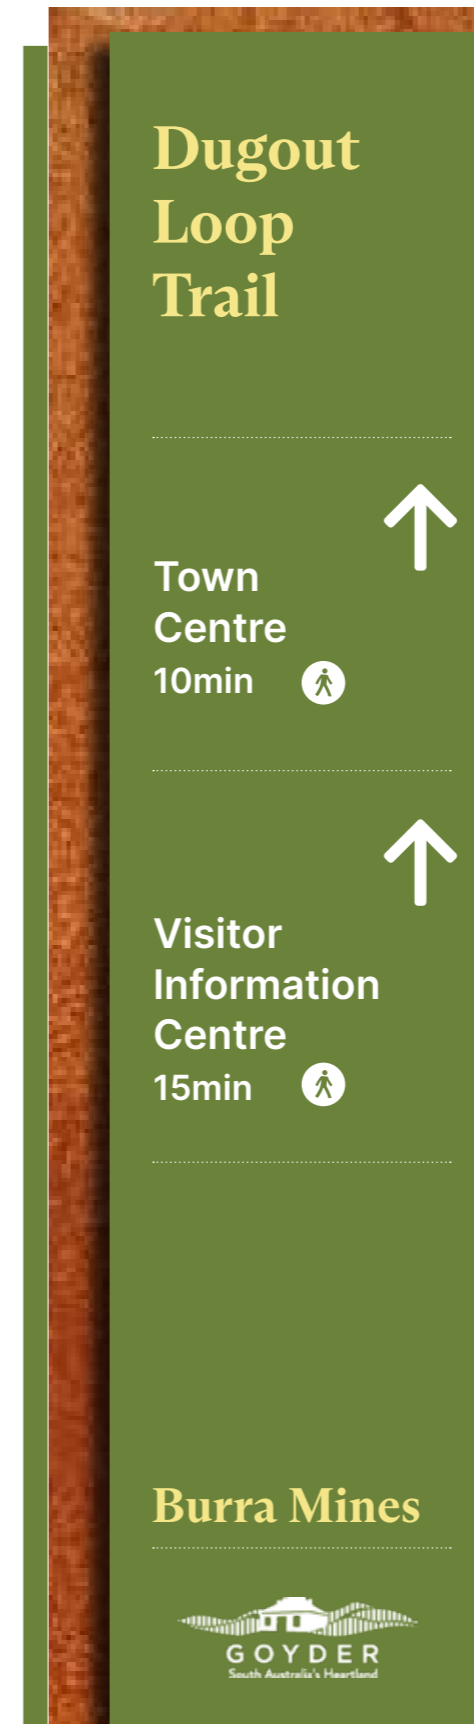 Dugout
Loop
Trail
Town
Centre
10min
Visitor
Information
Centre
15min
Burra Mines
GOYDER
South Australia's Heartland